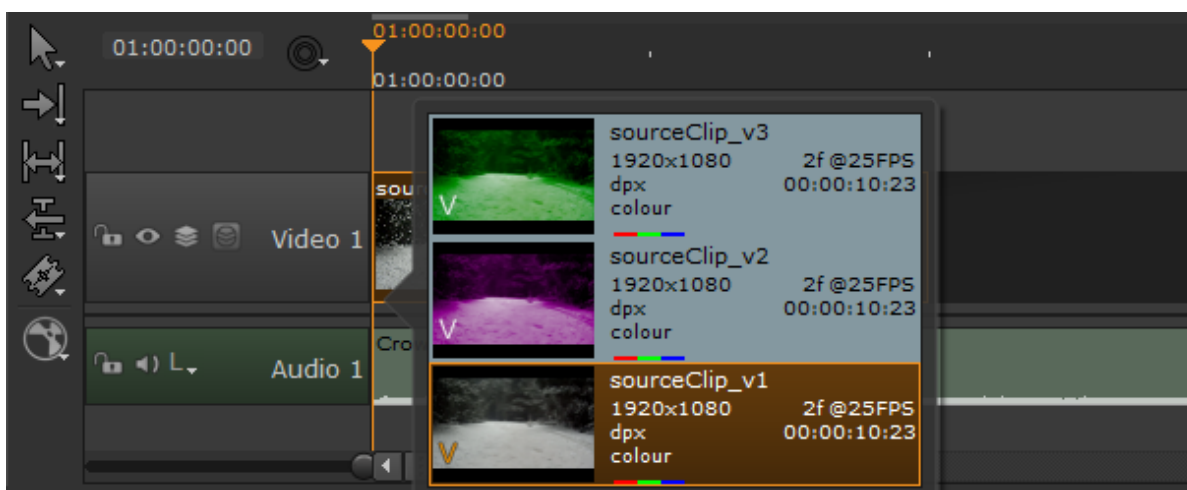 01:00:00:00
01:00:00:00
01:00:00:00
sourceClip_v3
1920x1080 2f @25FPS
dpx 00:00:10:23
colour
V
sour
Video 1
sourceClip_v2
1920x1080 2f @25FPS
dpx 00:00:10:23
colour
V
Cro
L
Audio 1
sourceClip_v1
1920x1080 2f @25FPS
dpx 00:00:10:23
colour
V